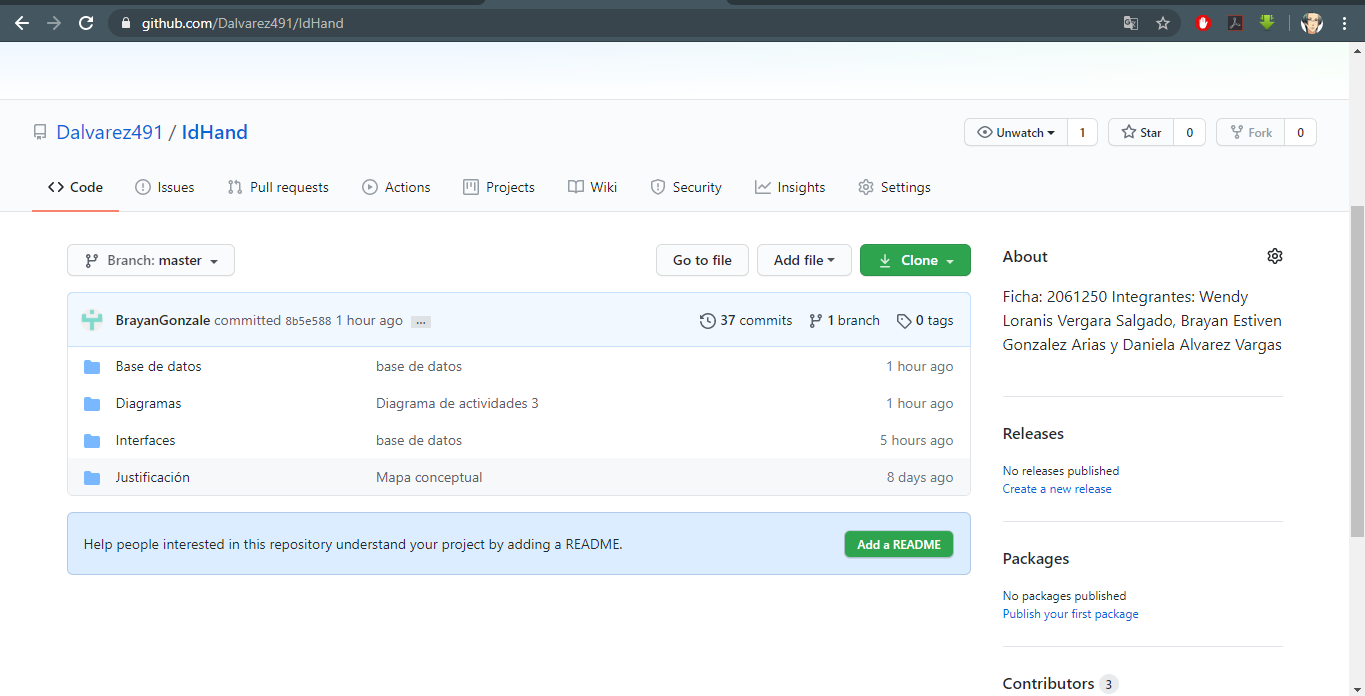 github.com/Dalvarez491/IdHand
Dalvarez491 / IdHand
Unwatch 1 Star 0 Fork 0
Code Issues Pull requests Actions Projects Wiki Security Insights Settings
Branch: master Go to file Add file Clone
BrayanGonzale committed 8b5e588 1 hour ago ... 37 commits 1 branch 0 tags
Base de datos base de datos 1 hour ago
Diagramas Diagrama de actividades 3 1 hour ago
Interfaces base de datos 5 hours ago
Justificación Mapa conceptual 8 days ago
Help people interested in this repository understand your project by adding a README. Add a README
About
Ficha: 2061250 Integrantes: Wendy
Loranis Vergara Salgado, Brayan Estiven
Gonzalez Arias y Daniela Alvarez Vargas
Releases
No releases published
Create a new release
Packages
No packages published
Publish your first package
Contributors 3